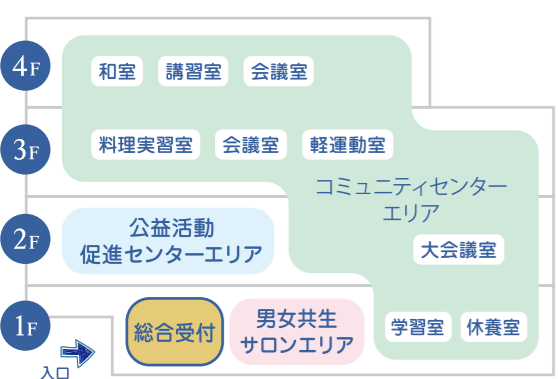 4F
和室 講習室 会議室
3F
料理実習室 会議室 軽運動室
コミュニティセンター
エリア
2F
公益活動
促進センターエリア
大会議室
1F
総合受付
男女共生
サロンエリア
学習室 休養室
入口